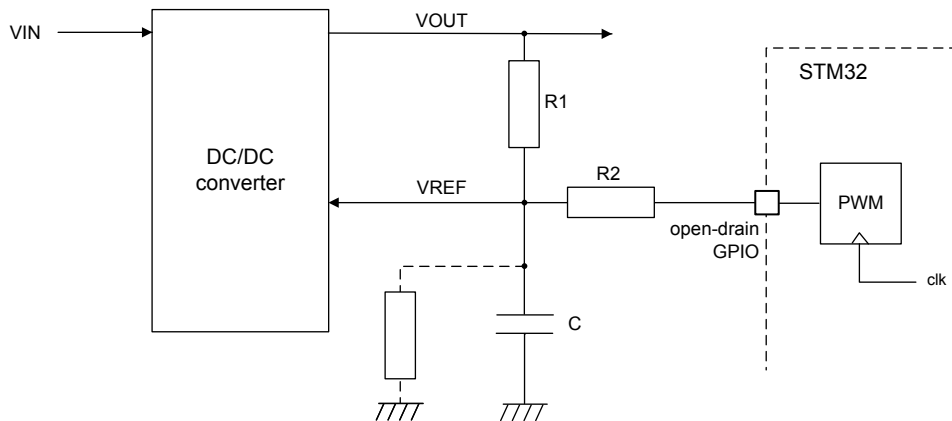 VOUT
VIN
STM32
R1
DC/DC
converter
VREF
R2
PWM
open-drain
GPIO
clk
C